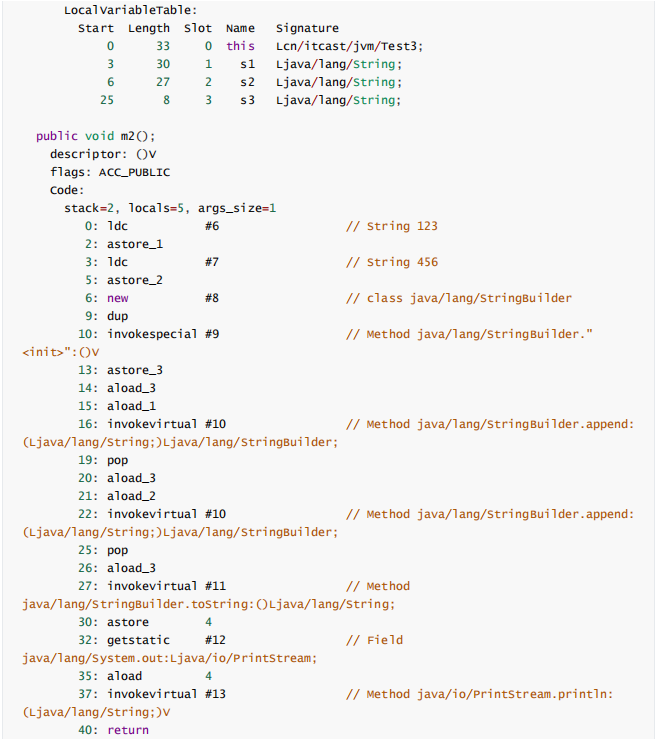 LocalVariableTable:
Start Length Slot Name Signature
0 33 0 this Lcn/itcast/jvm/Test3;
3 30 1 s1 Ljava/lang/String;
6 27 2 s2 Ljava/lang/String;
25 8 3 s3 Ljava/lang/String;
public void m2();
descriptor: ()V
flags: ACC_PUBLIC
Code:
stack=2, locals=5, args_size=1
0: ldc #6 // String 123
2: astore_1
3: ldc #7 // String 456
5: astore_2
6: new #8 // class java/lang/StringBuilder
9: dup
10: invokespecial #9 // Method java/lang/StringBuilder."
<init>":()V
13: astore_3
14: aload_3
15: aload_1
16: invokevirtual #10 // Method java/lang/StringBuilder.append:
(Ljava/lang/String;)Ljava/lang/StringBuilder;
19: pop
20: aload_3
21: aload_2
22: invokevirtual #10 // Method java/lang/StringBuilder.append:
(Ljava/lang/String;)Ljava/lang/StringBuilder;
25: pop
26: aload_3
27: invokevirtual #11 // Method
java/lang/StringBuilder.toString:()Ljava/lang/String;
30: astore 4
32: getstatic #12 // Field
java/lang/System.out:Ljava/io/PrintStream;
35: aload 4
37: invokevirtual #13 // Method java/io/PrintStream.println:
(Ljava/lang/String;)V
40: return